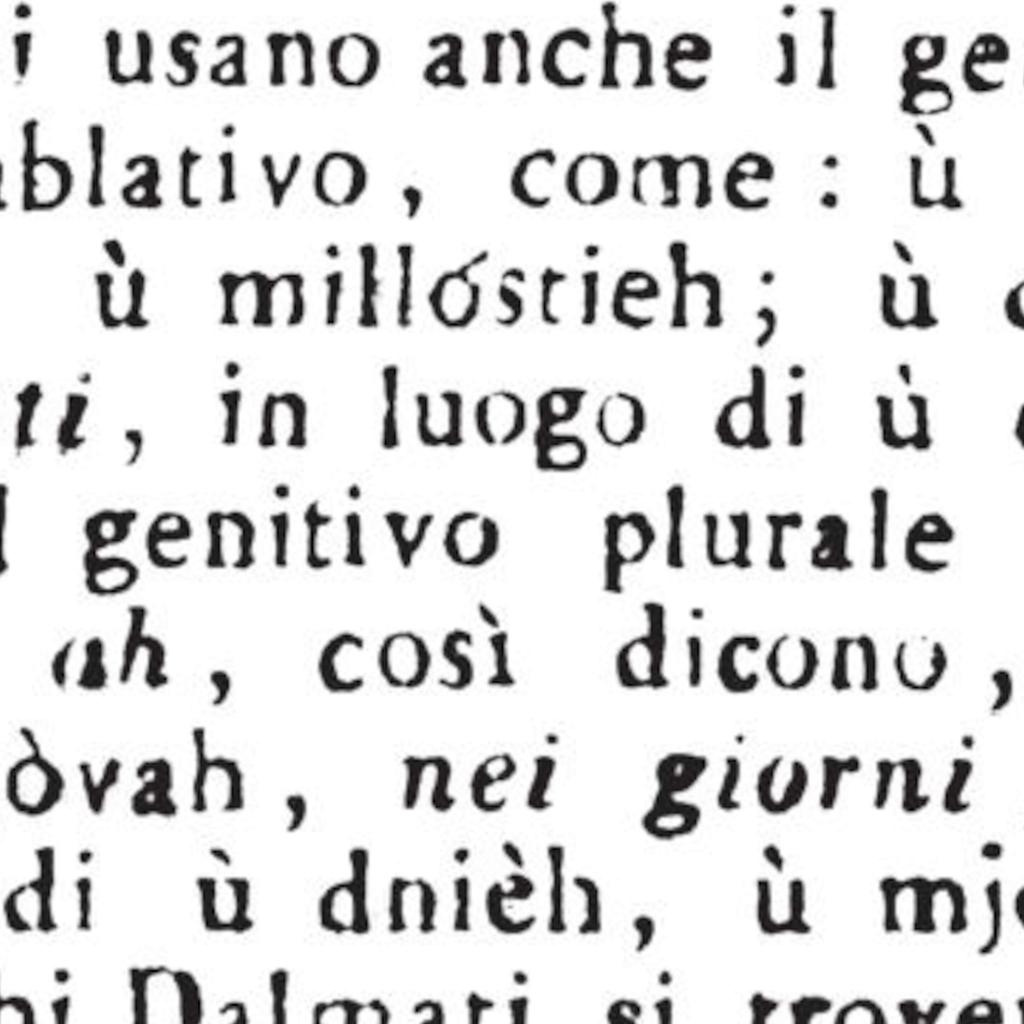 i usano anche il ge
ablativo, come: ù
ù millóstieh; ù
ti, in luogo di ù
genitivo plurale
ah, così dicono,
òvah, nei giorni
di ù dnièh, ù mj
hi Dalmati si trove